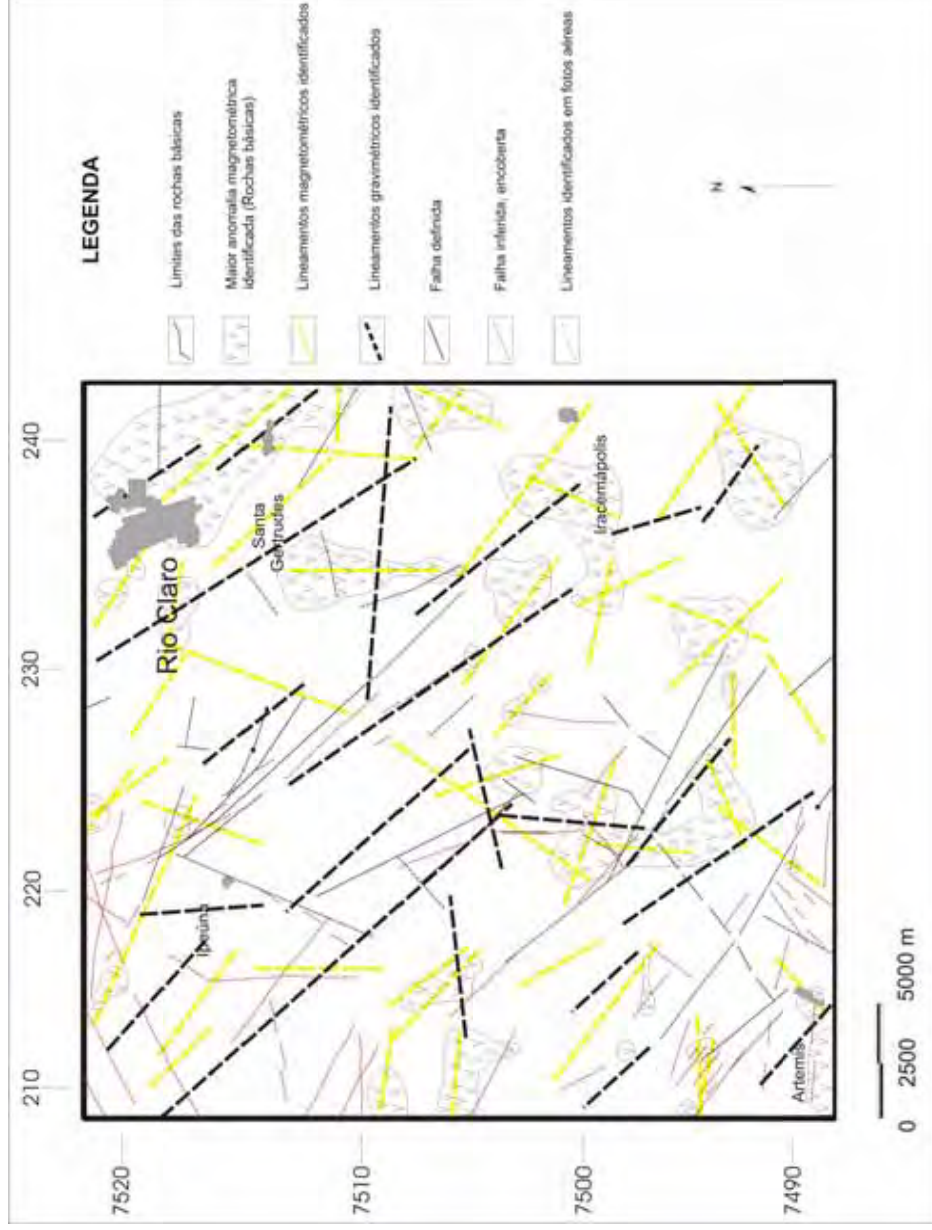 LEGENDA
Limites das rochas básicas
Maior anomalia magnetométrica
identificada (Rochas básicas)
Lineamentos magnetométricos identificados
Lineamentos gravimétricos identificados
Falha definida
Falha inferida, encoberta
Lineamentos identificados em fotos aéreas
N
210
220
230
240
7520
7510
7500
7490
Rio Claro
Santa
Gertrudes
Ipeúna
Iracemápolis
Artemis
0 2500 5000 m